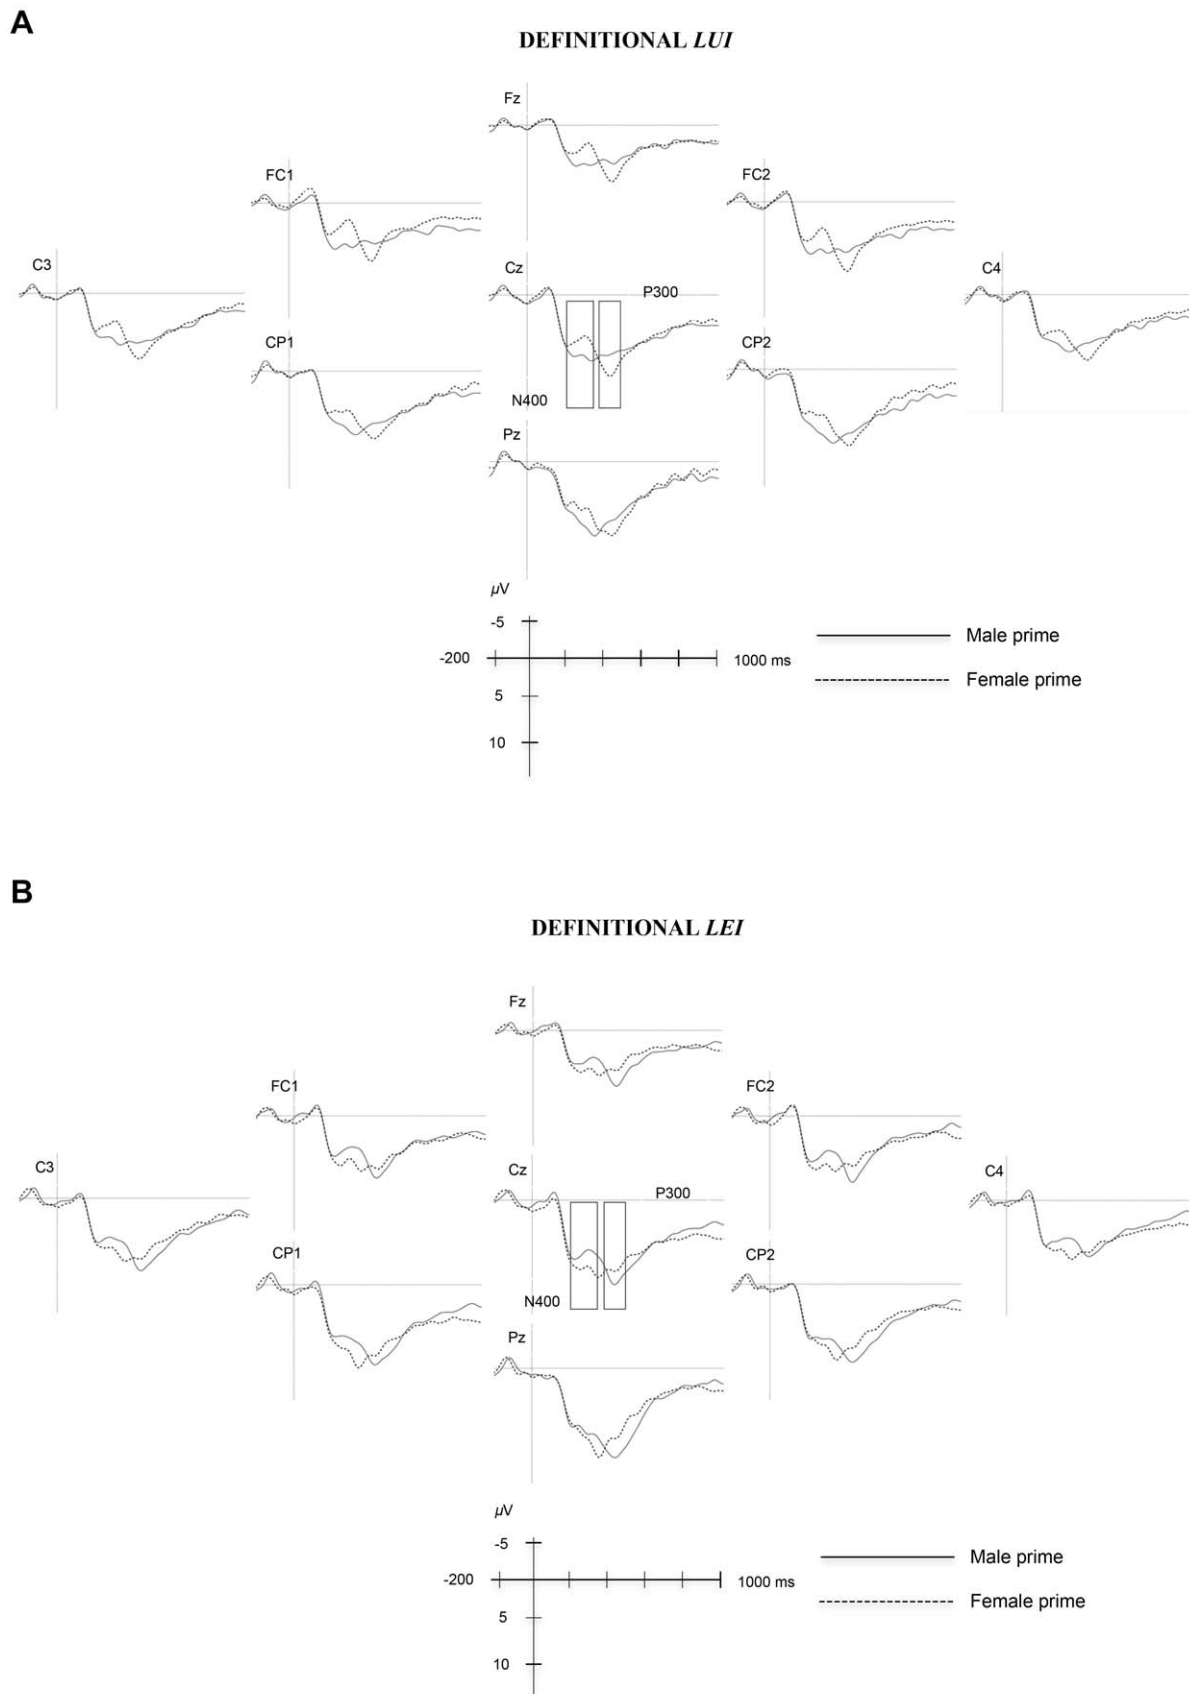 A
DEFINITIONAL LUI
Fz
FC1
FC2
C3
Cz
C4
P300
CP1
CP2
N400
Pz
µV
-5
-200
1000 ms
5
10
Male prime
Female prime
B
DEFINITIONAL LEI
Fz
FC1
FC2
C3
Cz
C4
P300
CP1
CP2
N400
Pz
µV
-5
-200
1000 ms
5
10
Male prime
Female prime